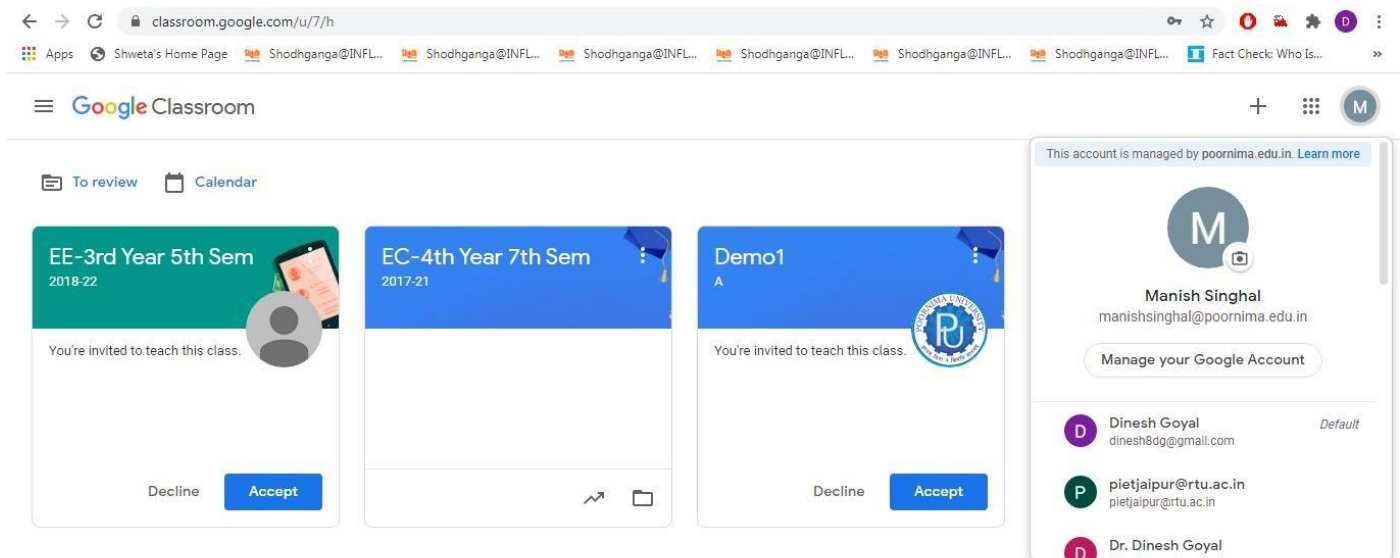 classroom.google.com/u/7/h
D
Apps Shweta's Home Page Shodhganga@INFL... Shodhganga@INFL... Shodhganga@INFL... Shodhganga@INFL... Shodhganga@INFL... Shodhganga@INFL... Fact Check: Who Is... »
Google Classroom
M
This account is managed by poornima.edu.in. Learn more
To review Calendar
EE-3rd Year 5th Sem
2018-22
You're invited to teach this class.
Decline Accept
EC-4th Year 7th Sem
2017-21
Demo1
A
POORNIMA UNIVERSITY
PU
You're invited to teach this class.
Decline Accept
M
Manish Singhal
manishsinghal@poornima.edu.in
Manage your Google Account
D
Dinesh Goyal Default
dinesh8dg@gmail.com
P
pietjaipur@rtu.ac.in
pietjaipur@rtu.ac.in
D
Dr. Dinesh Goyal